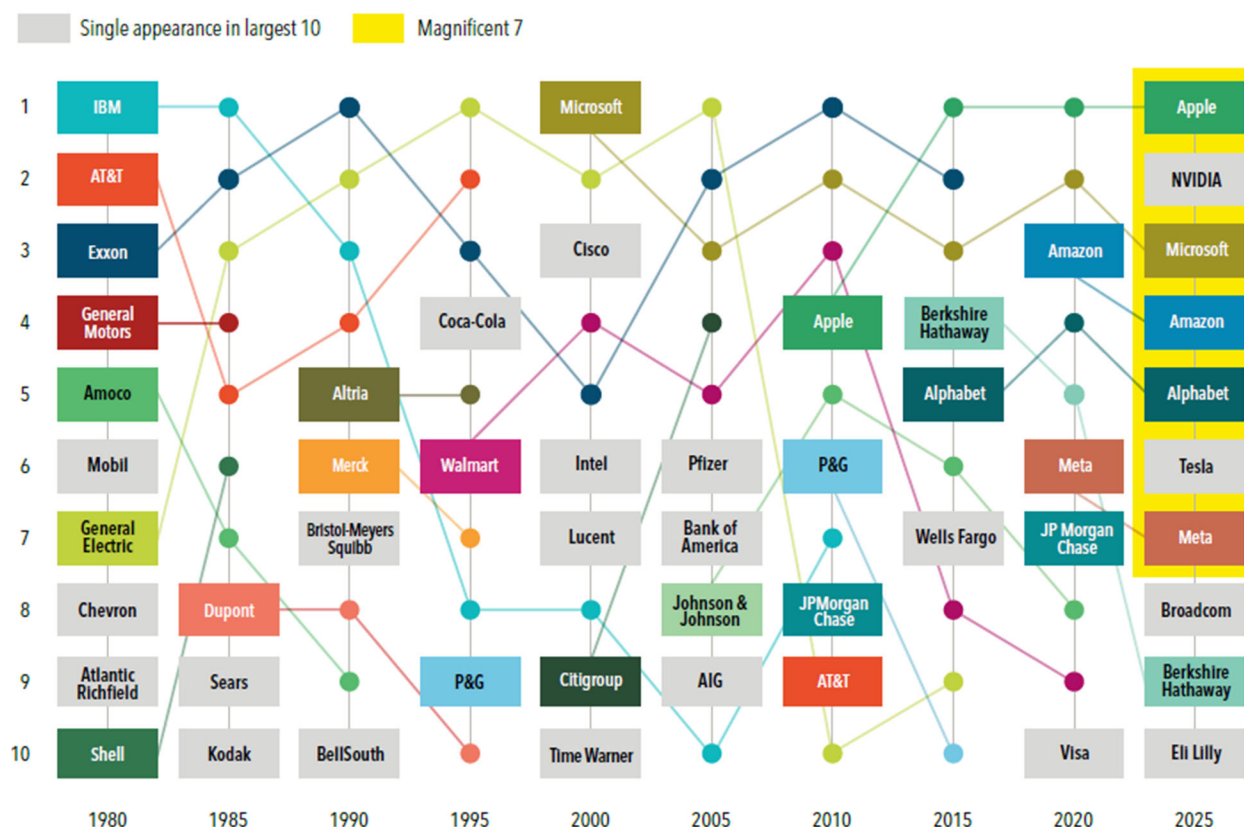 Single appearance in largest 10 Magnificent 7
1 IBM Microsoft Apple
2 AT&T NVIDIA
3 Exxon Cisco Amazon Microsoft
4 General Motors Coca-Cola Apple Berkshire Hathaway Amazon
5 Amoco Altria Alphabet Alphabet
6 Mobil Merck Walmart Intel Pfizer P&G Meta Tesla
7 General Electric Bristol-Meyers Squibb Lucent Bank of America Wells Fargo JP Morgan Chase Meta
8 Chevron Dupont Johnson & Johnson JPMorgan Chase Broadcom
9 Atlantic Richfield Sears P&G Citigroup AIG AT&T Berkshire Hathaway
10 Shell Kodak BellSouth Time Warner Visa Eli Lilly
1980 1985 1990 1995 2000 2005 2010 2015 2020 2025